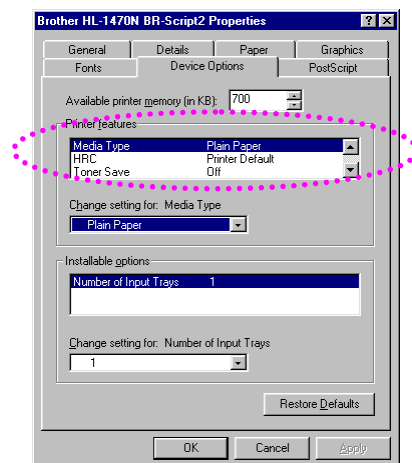 Brother HL-1470N BR-Script2 Properties
General Details Paper Graphics
Fonts Device Options PostScript
Available printer memory (in KB): 700
Printer features
Media Type Plain Paper
HRC Printer Default
Toner Save Off
Change setting for: Media Type
Plain Paper
Installable options
Number of Input Trays 1
Change setting for: Number of Input Trays
1
Restore Defaults
OK Cancel Apply